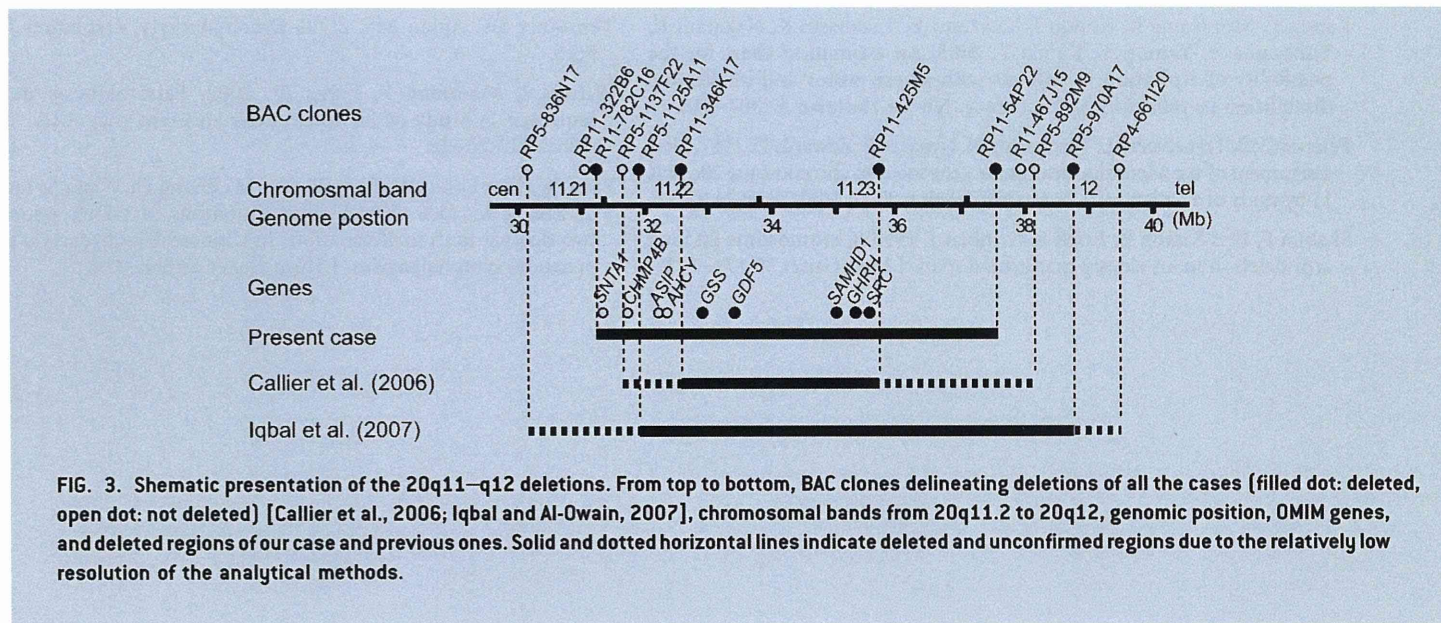 BAC clones
RP5-836N17
RP11-322B6
R11-782C16
RP5-1137F22
RP5-1125A11
RP11-346K17
RP11-425M5
RP11-54P22
R11-467J15
RP5-892M9
RP5-970A17
RP4-661I20
Chromosmal band
cen 11.21 11.22 11.23 12 tel
Genome postion
30 32 34 36 38 40 (Mb)
Genes
SNTA1
CHMP4B
ASIP
AHCY
GSS
GDF5
SAMHD1
GHRH
SRC
Present case
Callier et al. (2006)
Iqbal et al. (2007)
FIG. 3. Shematic presentation of the 20q11–q12 deletions. From top to bottom, BAC clones delineating deletions of all the cases (filled dot: deleted,
open dot: not deleted) [Callier et al., 2006; Iqbal and Al-Owain, 2007], chromosomal bands from 20q11.2 to 20q12, genomic position, OMIM genes,
and deleted regions of our case and previous ones. Solid and dotted horizontal lines indicate deleted and unconfirmed regions due to the relatively low
resolution of the analytical methods.